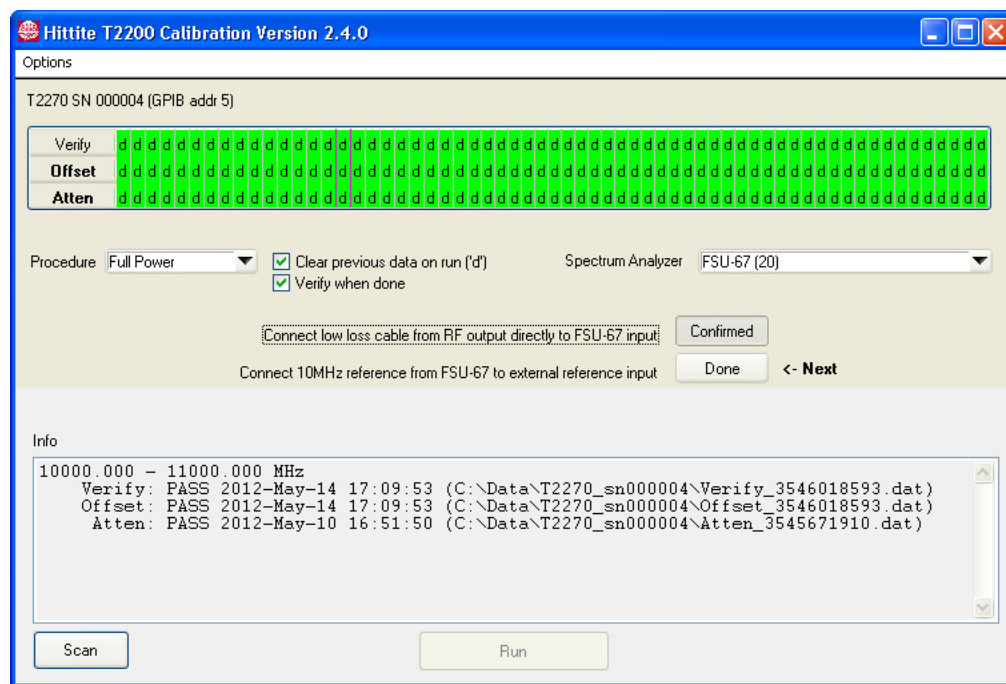 Hittite T2200 Calibration Version 2.4.0
Options
T2270 SN 000004 (GPIB addr 5)
Verify d d d d d d d d d d d d d d d d d d d d d d d d d d d d d d d d d d d d d d d d d d d d d d d d d d d d d d d d d d d d
Offset d d d d d d d d d d d d d d d d d d d d d d d d d d d d d d d d d d d d d d d d d d d d d d d d d d d d d d d d d d d d
Atten d d d d d d d d d d d d d d d d d d d d d d d d d d d d d d d d d d d d d d d d d d d d d d d d d d d d d d d d d d d d
Procedure Full Power Clear previous data on run ('d') Spectrum Analyzer FSU-67 (20)
Verify when done
Connect low loss cable from RF output directly to FSU-67 input Confirmed
Connect 10MHz reference from FSU-67 to external reference input Done <- Next
Info
10000.000 - 11000.000 MHz
Verify: PASS 2012-May-14 17:09:53 (C:\Data\T2270_sn000004\Verify_3546018593.dat)
Offset: PASS 2012-May-14 17:09:53 (C:\Data\T2270_sn000004\Offset_3546018593.dat)
Atten: PASS 2012-May-10 16:51:50 (C:\Data\T2270_sn000004\Atten_3545671910.dat)
Scan Run